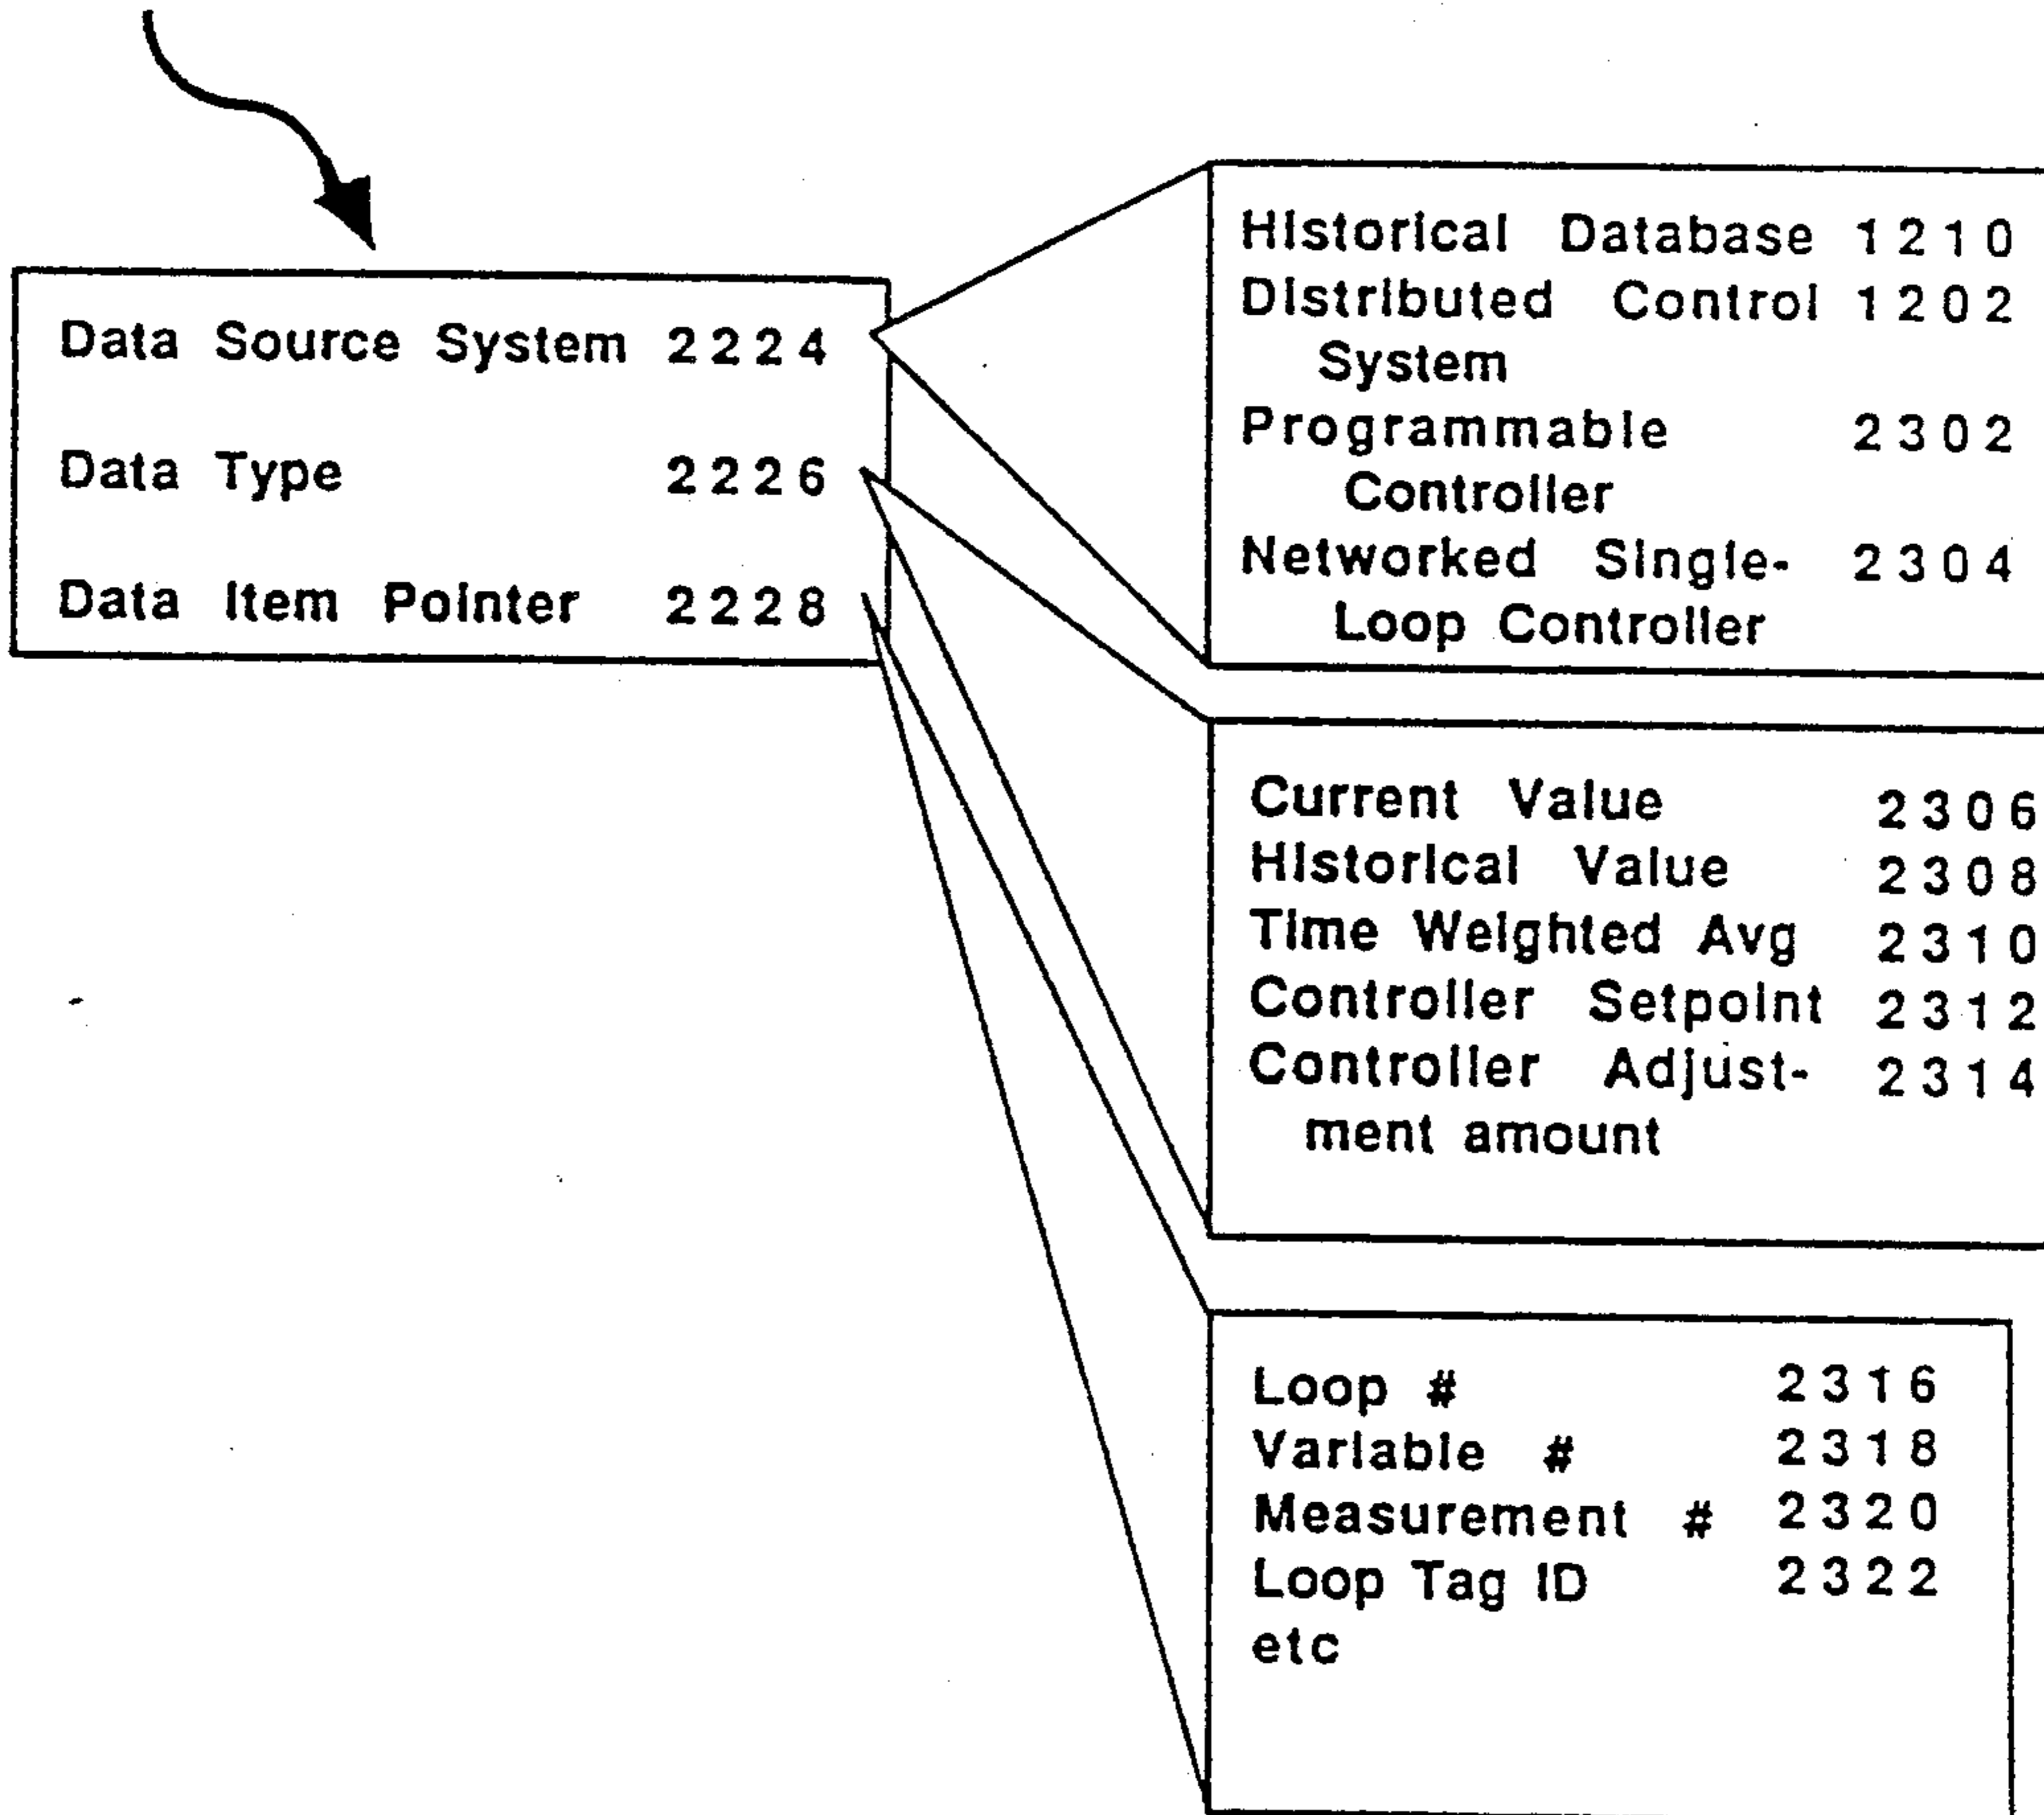 Data Source System 2224
Data Type 2226
Data Item Pointer 2228
Historical Database 1210
Distributed Control 1202
System
Programmable 2302
Controller
Networked Single- 2304
Loop Controller
Current Value 2306
Historical Value 2308
Time Weighted Avg 2310
Controller Setpoint 2312
Controller Adjust- 2314
ment amount
Loop # 2316
Variable # 2318
Measurement # 2320
Loop Tag ID 2322
etc